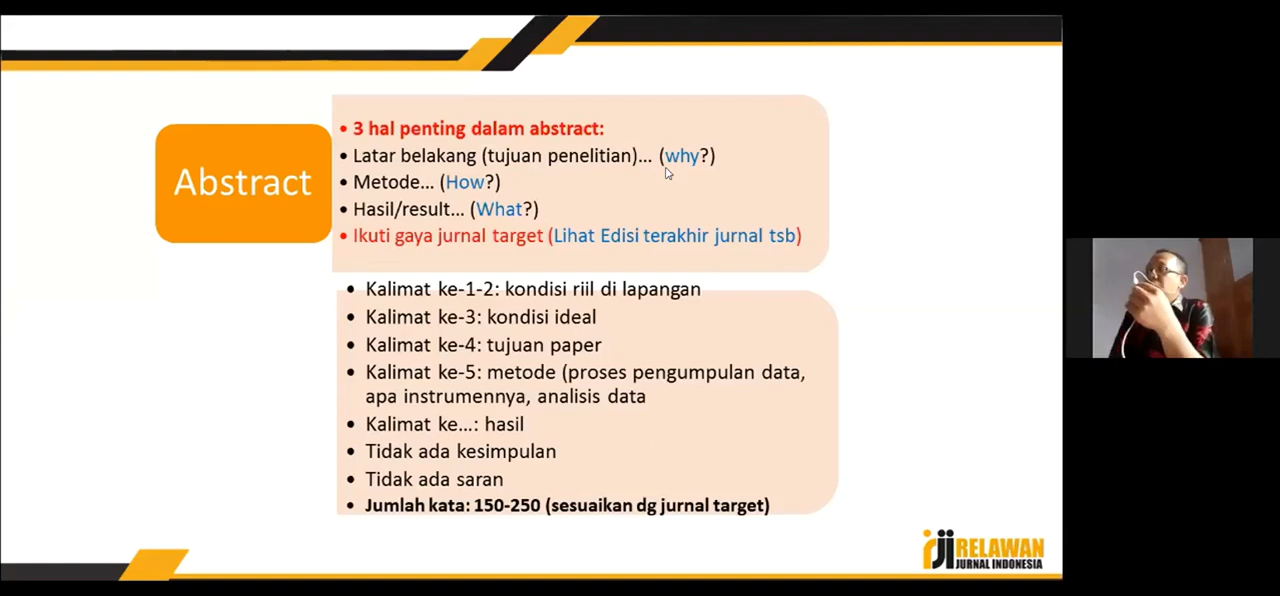 Abstract
• 3 hal penting dalam abstract:
• Latar belakang (tujuan penelitian)... (why?)
• Metode... (How?)
• Hasil/result... (What?)
• Ikuti gaya jurnal target (Lihat Edisi terakhir jurnal tsb)
• Kalimat ke-1-2: kondisi riil di lapangan
• Kalimat ke-3: kondisi ideal
• Kalimat ke-4: tujuan paper
• Kalimat ke-5: metode (proses pengumpulan data,
apa instrumennya, analisis data
• Kalimat ke...: hasil
• Tidak ada kesimpulan
• Tidak ada saran
• Jumlah kata: 150-250 (sesuaikan dg jurnal target)
rji RELAWAN
JURNAL INDONESIA